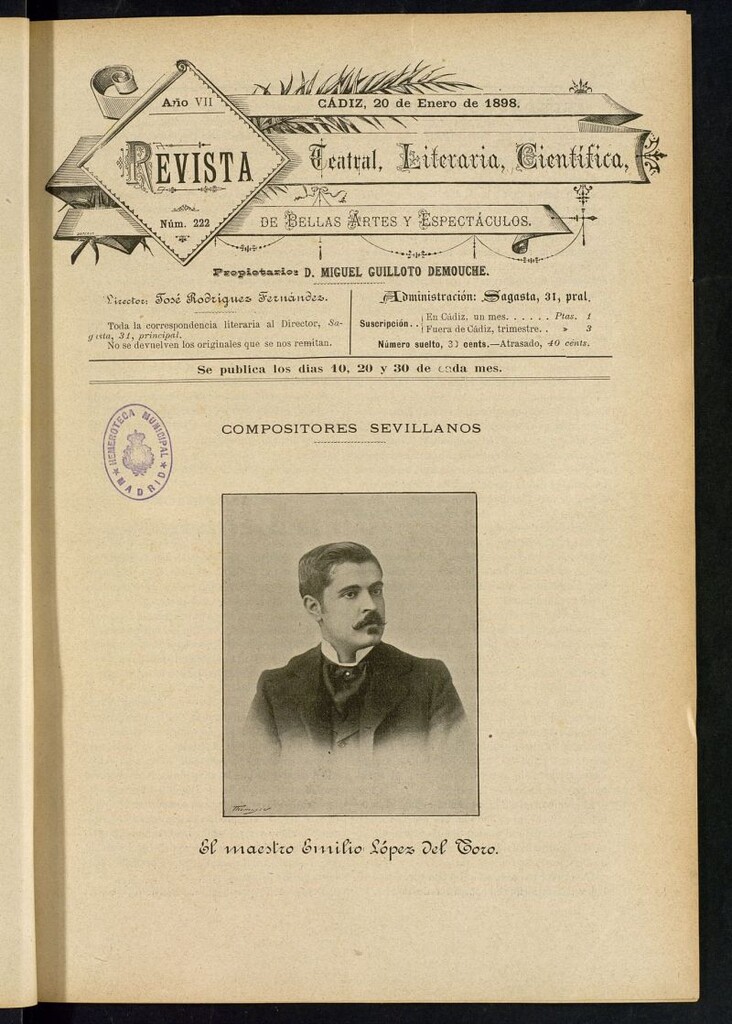 Año VII
CÁDIZ, 20 de Enero de 1898.
REVISTA
Teatral, Literaria, Científica,
Núm. 222
DE BELLAS ARTES Y ESPECTÁCULOS.
Propietario: D. MIGUEL GUILLOTO DEMOUCHE.
Director: José Rodríguez Fernández.
Toda la correspondencia literaria al Director, Sa-
gasta, 31, principal.
No se devuelven los originales que se nos remitan.
Administración: Sagasta, 31, pral.
Suscripción..
En Cádiz, un mes. . . . . . Ptas. 1
Fuera de Cádiz, trimestre. . » 3
Número suelto, 30 cents.—Atrasado, 40 cents.
Se publica los dias 10, 20 y 30 de cada mes.
COMPOSITORES SEVILLANOS
HEMEROTECA MUNICIPAL
MADRID
El maestro Emilio López del Toro.